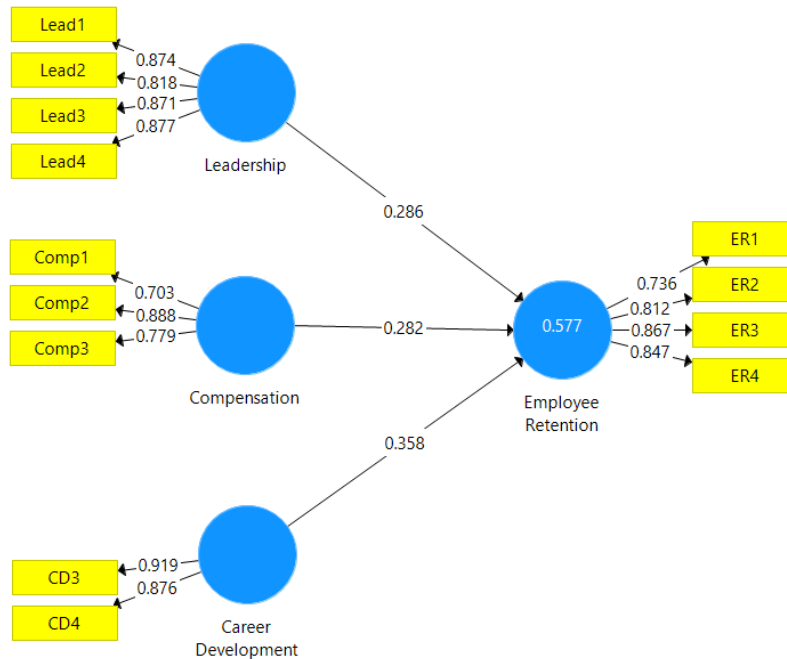 Lead1
0.874
Lead2
0.818
Lead3
0.871
Lead4
0.877
Leadership
0.286
Comp1
0.703
Comp2
0.888
Comp3
0.779
Compensation
0.282
CD3
0.919
CD4
0.876
Career
Development
0.358
0.577
Employee
Retention
ER1
0.736
ER2
0.812
ER3
0.867
ER4
0.847